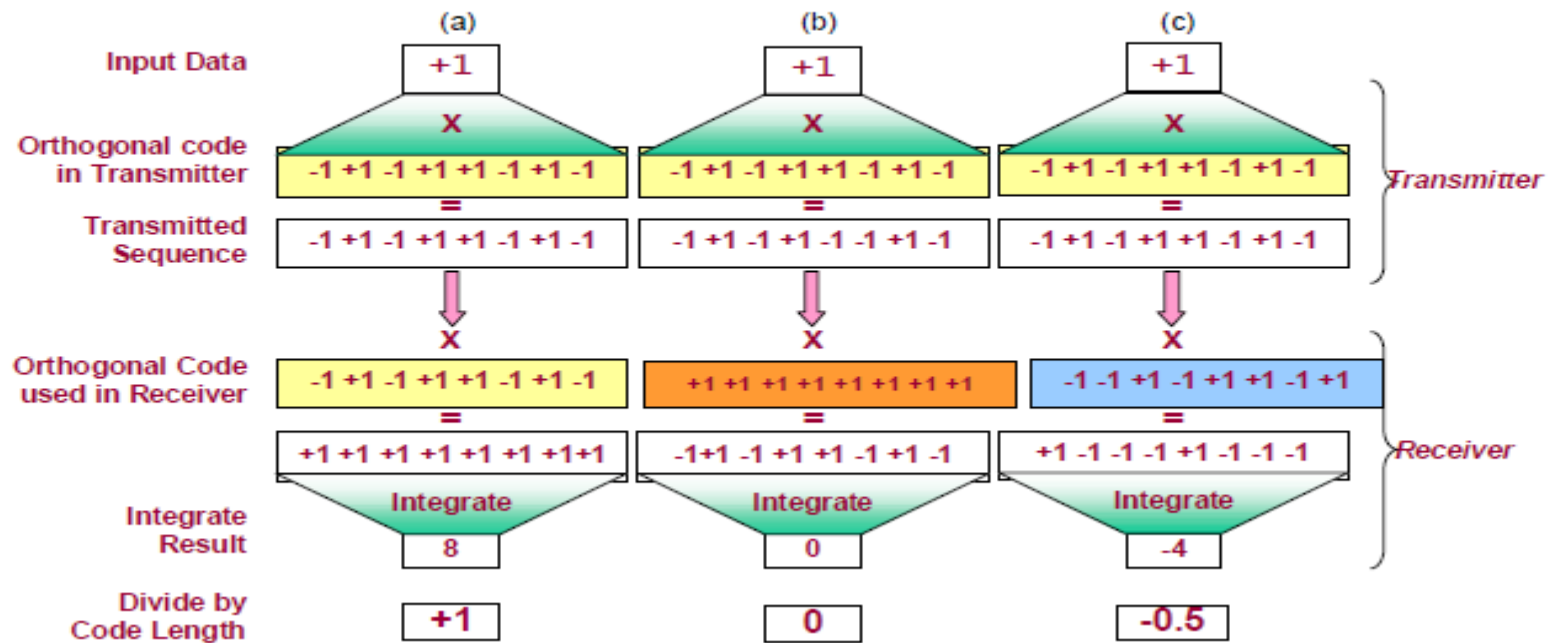 (a) (b) (c)
Input Data +1 +1 +1
X X X
Orthogonal code
in Transmitter -1 +1 -1 +1 +1 -1 +1 -1 -1 +1 -1 +1 +1 -1 +1 -1 -1 +1 -1 +1 +1 -1 +1 -1
Transmitter
= = =
Transmitted
Sequence -1 +1 -1 +1 +1 -1 +1 -1 -1 +1 -1 +1 -1 -1 +1 -1 -1 +1 -1 +1 +1 -1 +1 -1
X X X
Orthogonal Code
used in Receiver -1 +1 -1 +1 +1 -1 +1 -1 +1 +1 +1 +1 +1 +1 +1 +1 -1 -1 +1 -1 +1 +1 -1 +1
= = =
+1 +1 +1 +1 +1 +1 +1+1 -1+1 -1 +1 +1 -1 +1 -1 +1 -1 -1 -1 +1 -1 -1 -1
Receiver
Integrate Integrate Integrate
Integrate
Result 8 0 -4
Divide by
Code Length +1 0 -0.5